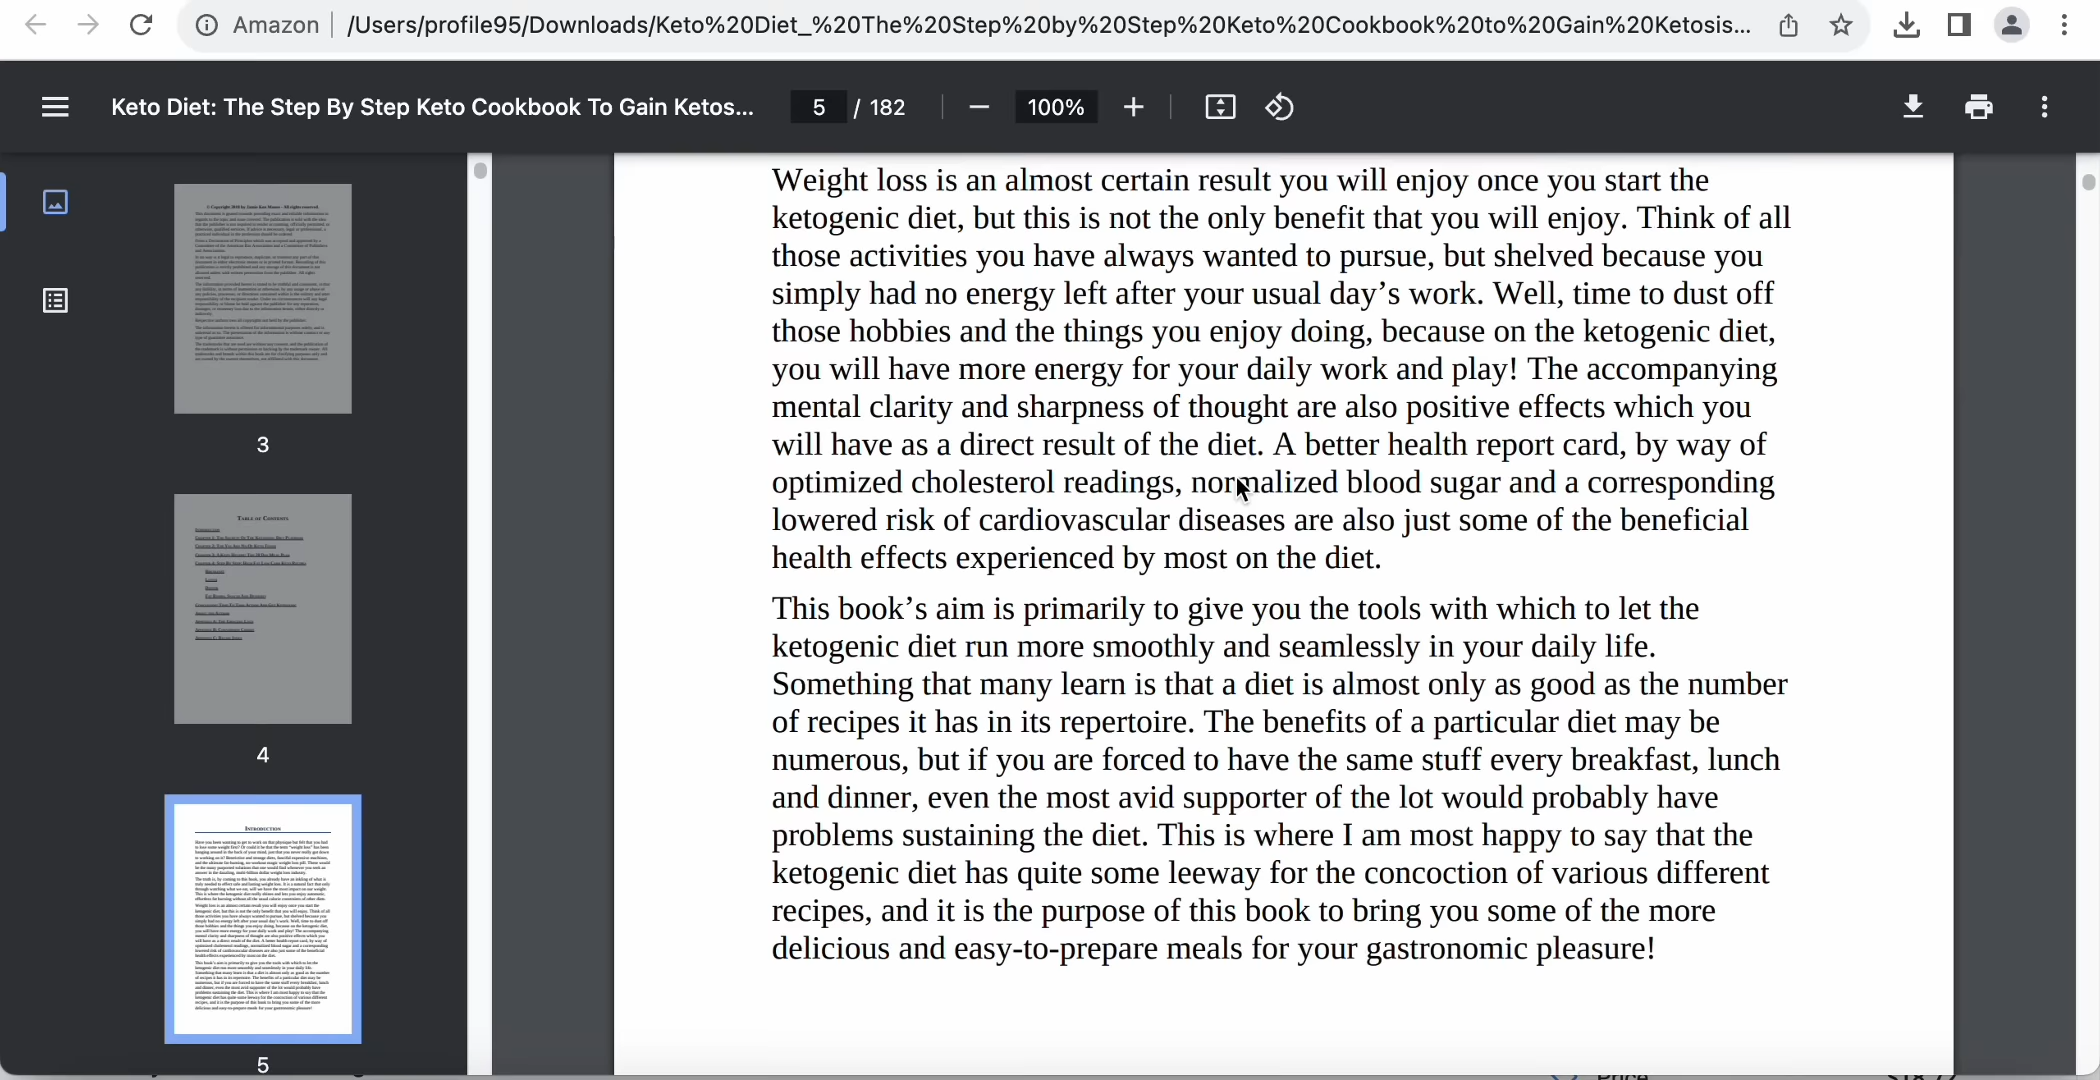 Amazon /Users/profile95/Downloads/Keto%20Diet_%20The%20Step%20by%20Step%20Keto%20Cookbook%20to%20Gain%20Ketosis...
Keto Diet: The Step By Step Keto Cookbook To Gain Ketos... 5 / 182 100%
3
TABLE OF CONTENTS
4
INTRODUCTION
5
Weight loss is an almost certain result you will enjoy once you start the
ketogenic diet, but this is not the only benefit that you will enjoy. Think of all
those activities you have always wanted to pursue, but shelved because you
simply had no energy left after your usual day’s work. Well, time to dust off
those hobbies and the things you enjoy doing, because on the ketogenic diet,
you will have more energy for your daily work and play! The accompanying
mental clarity and sharpness of thought are also positive effects which you
will have as a direct result of the diet. A better health report card, by way of
optimized cholesterol readings, normalized blood sugar and a corresponding
lowered risk of cardiovascular diseases are also just some of the beneficial
health effects experienced by most on the diet.
This book’s aim is primarily to give you the tools with which to let the
ketogenic diet run more smoothly and seamlessly in your daily life.
Something that many learn is that a diet is almost only as good as the number
of recipes it has in its repertoire. The benefits of a particular diet may be
numerous, but if you are forced to have the same stuff every breakfast, lunch
and dinner, even the most avid supporter of the lot would probably have
problems sustaining the diet. This is where I am most happy to say that the
ketogenic diet has quite some leeway for the concoction of various different
recipes, and it is the purpose of this book to bring you some of the more
delicious and easy-to-prepare meals for your gastronomic pleasure!